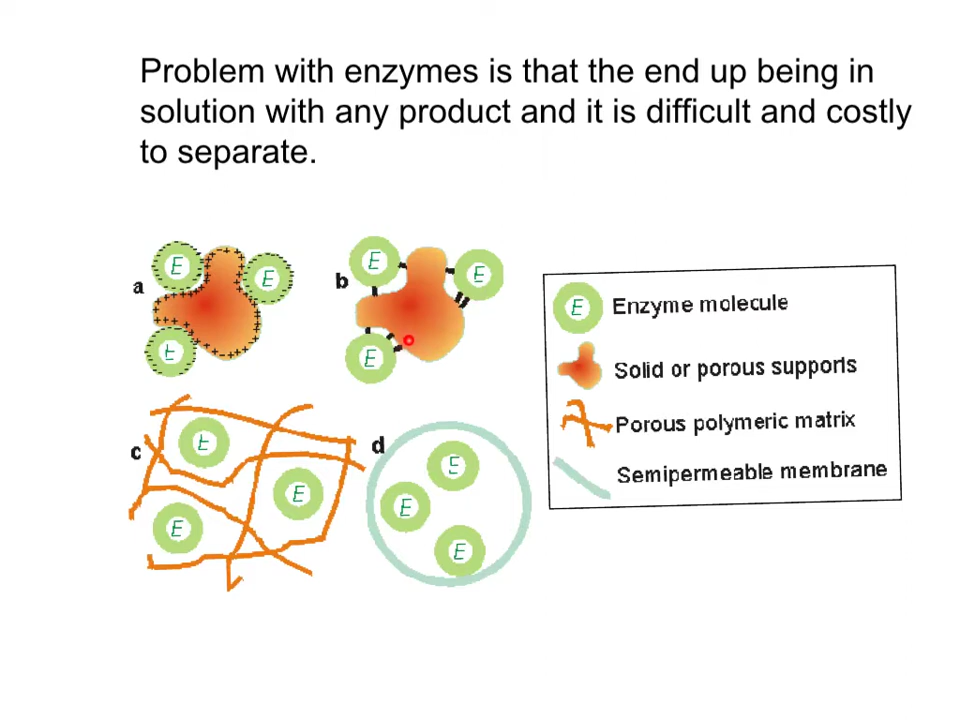 Problem with enzymes is that the end up being in
solution with any product and it is difficult and costly
to separate.
a
E
E
E
b
E
E
E
c
E
E
E
d
E
E
E
E
Enzyme molecule
Solid or porous supports
Porous polymeric matrix
Semipermeable membrane